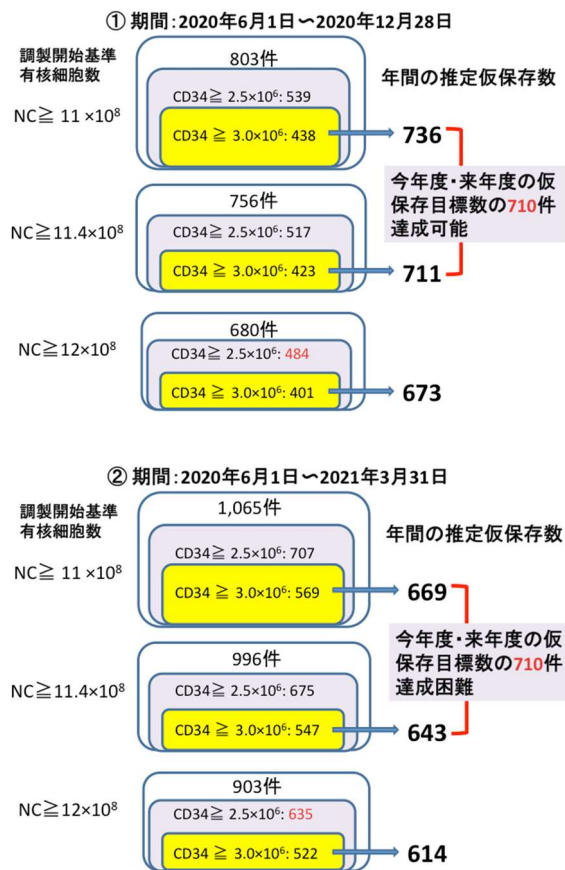 ① 期間：2020年6月1日〜2020年12月28日
調製開始基準
有核細胞数
年間の推定仮保存数
NC≧ 11 ×10⁸
803件
CD34≧ 2.5×10⁶: 539
CD34 ≧ 3.0×10⁶: 438
736
今年度・来年度の仮
保存目標数の710件
達成可能
NC≧11.4×10⁸
756件
CD34≧ 2.5×10⁶: 517
CD34 ≧ 3.0×10⁶: 423
711
NC≧12×10⁸
680件
CD34≧ 2.5×10⁶: 484
CD34 ≧ 3.0×10⁶: 401
673
② 期間：2020年6月1日〜2021年3月31日
調製開始基準
有核細胞数
年間の推定仮保存数
NC≧ 11 ×10⁸
1,065件
CD34≧ 2.5×10⁶: 707
CD34 ≧ 3.0×10⁶: 569
669
今年度・来年度の仮
保存目標数の710件
達成困難
NC≧11.4×10⁸
996件
CD34≧ 2.5×10⁶: 675
CD34 ≧ 3.0×10⁶: 547
643
NC≧12×10⁸
903件
CD34≧ 2.5×10⁶: 635
CD34 ≧ 3.0×10⁶: 522
614